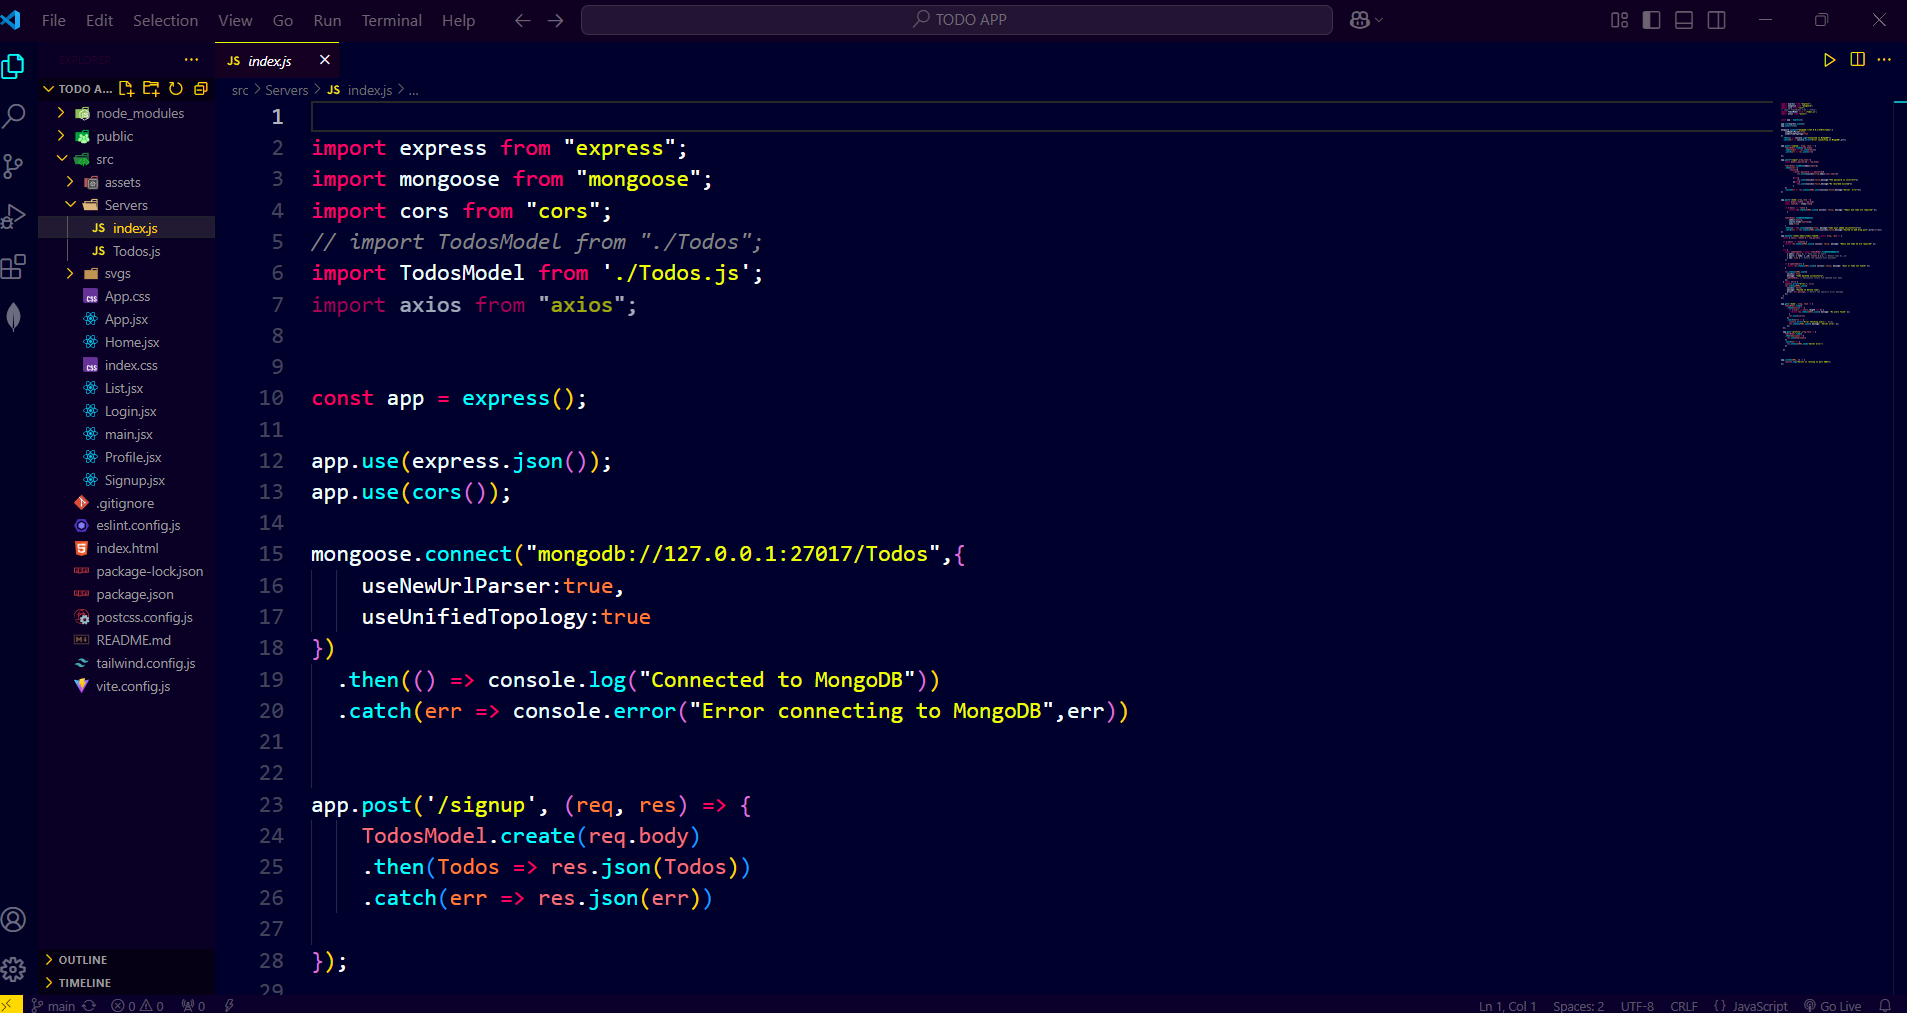 File Edit Selection View Go Run Terminal Help
TODO APP
EXPLORER
JS index.js
TODO A...
src > Servers > JS index.js > ...
node_modules
public
src
assets
Servers
JS index.js
JS Todos.js
svgs
App.css
App.jsx
Home.jsx
index.css
List.jsx
Login.jsx
main.jsx
Profile.jsx
Signup.jsx
.gitignore
eslint.config.js
index.html
package-lock.json
package.json
postcss.config.js
README.md
tailwind.config.js
vite.config.js
OUTLINE
TIMELINE
1
2 import express from "express";
3 import mongoose from "mongoose";
4 import cors from "cors";
5 // import TodosModel from "./Todos";
6 import TodosModel from './Todos.js';
7 import axios from "axios";
8
9
10 const app = express();
11
12 app.use(express.json());
13 app.use(cors());
14
15 mongoose.connect("mongodb://127.0.0.1:27017/Todos",{
16 useNewUrlParser:true,
17 useUnifiedTopology:true
18 })
19 .then(() => console.log("Connected to MongoDB"))
20 .catch(err => console.error("Error connecting to MongoDB",err))
21
22
23 app.post('/signup', (req, res) => {
24 TodosModel.create(req.body)
25 .then(Todos => res.json(Todos))
26 .catch(err => res.json(err))
27
28 });
29
main 0 0 0 Ln 1, Col 1 Spaces: 2 UTF-8 CRLF {} JavaScript Go Live